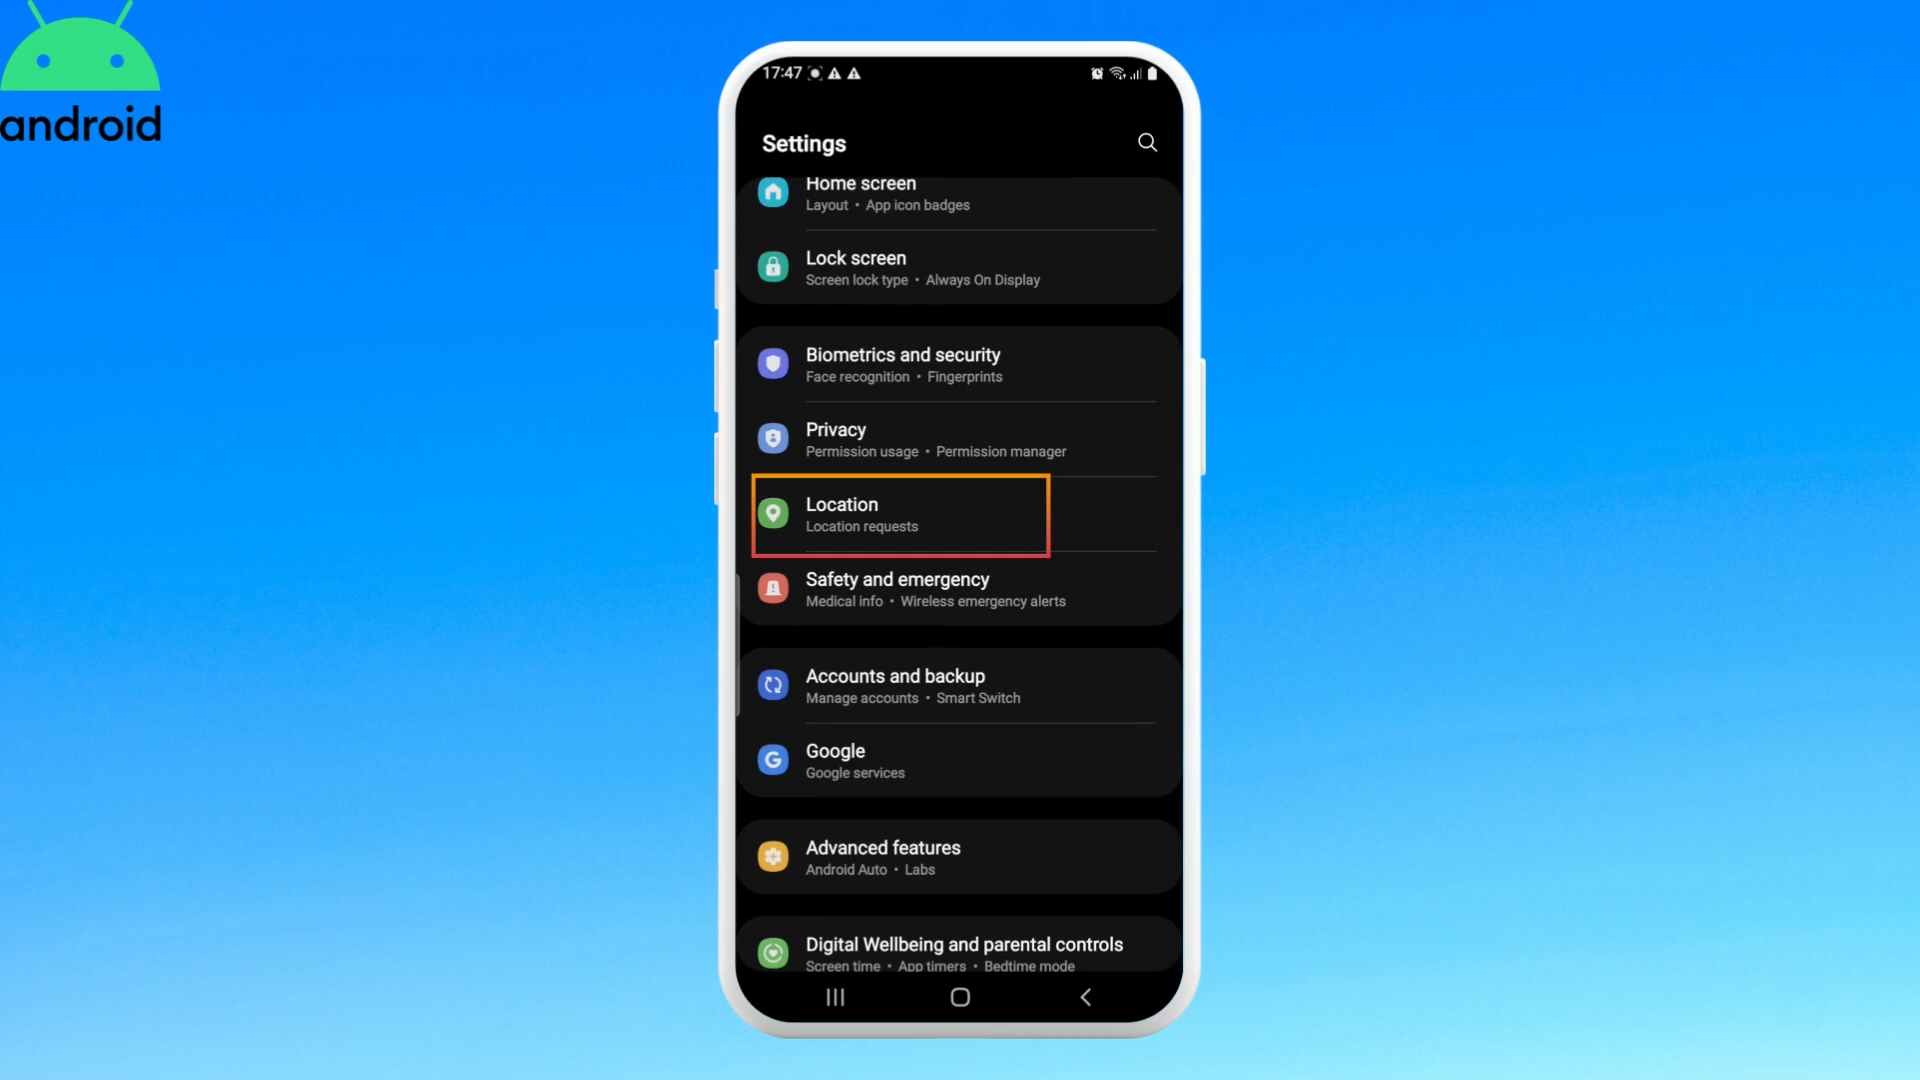 android
17:47
Settings
Home screen
Layout • App icon badges
Lock screen
Screen lock type • Always On Display
Biometrics and security
Face recognition • Fingerprints
Privacy
Permission usage • Permission manager
Location
Location requests
Safety and emergency
Medical info • Wireless emergency alerts
Accounts and backup
Manage accounts • Smart Switch
Google
Google services
Advanced features
Android Auto • Labs
Digital Wellbeing and parental controls
Screen time • App timers • Bedtime mode